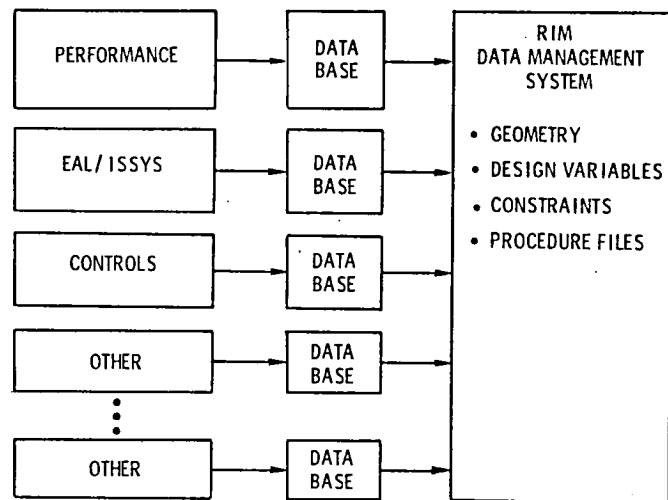 PERFORMANCE
DATA
BASE
RIM
DATA MANAGEMENT
SYSTEM
• GEOMETRY
• DESIGN VARIABLES
• CONSTRAINTS
• PROCEDURE FILES
EAL/ISSYS
DATA
BASE
CONTROLS
DATA
BASE
OTHER
DATA
BASE
OTHER
DATA
BASE